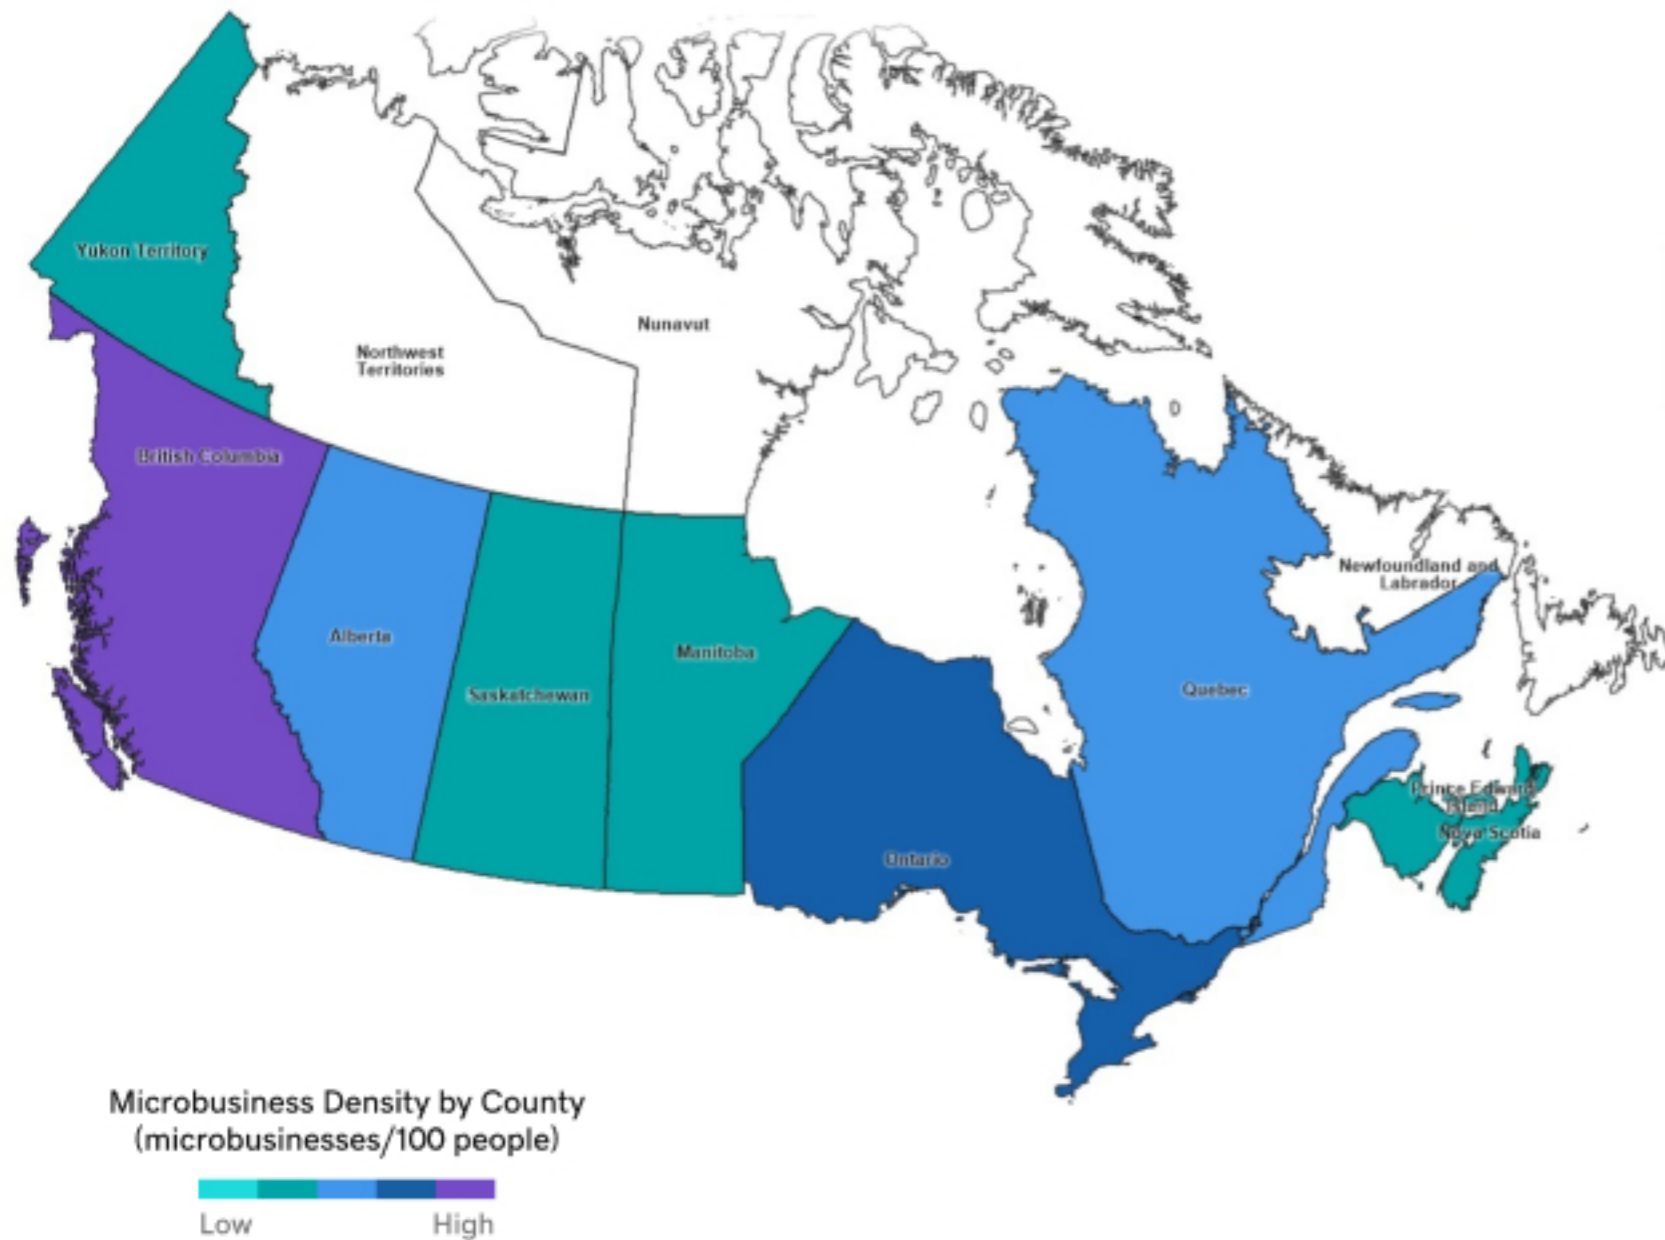 Yukon Territory
Nunavut
Northwest
Territories
British Columbia
Newfoundland and
Labrador
Alberta
Manitoba
Saskatchewan
Quebec
Prince Edward
Island
Nova Scotia
Ontario
Microbusiness Density by County
(microbusinesses/100 people)
Low High